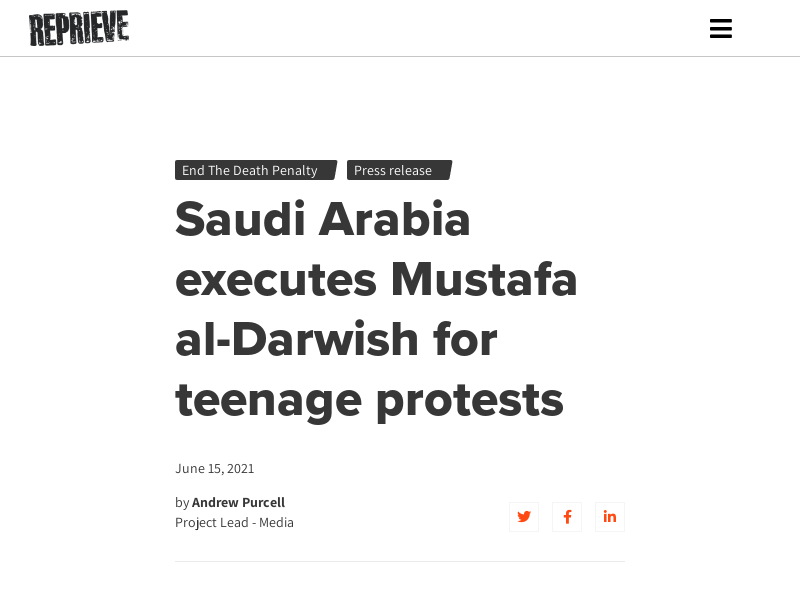 REPRIEVE
End The Death Penalty
Press release
Saudi Arabia
executes Mustafa
al-Darwish for
teenage protests
June 15, 2021
by Andrew Purcell
Project Lead - Media